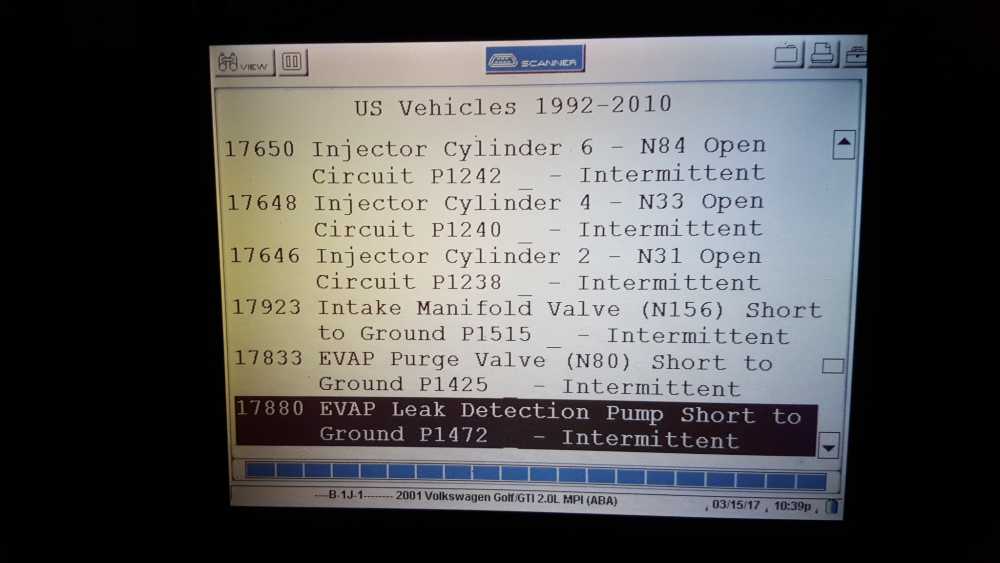 VIEW
SCANNER
US Vehicles 1992-2010
17650 Injector Cylinder 6 - N84 Open
Circuit P1242 _ - Intermittent
17648 Injector Cylinder 4 - N33 Open
Circuit P1240 _ - Intermittent
17646 Injector Cylinder 2 - N31 Open
Circuit P1238 _ - Intermittent
17923 Intake Manifold Valve (N156) Short
to Ground P1515 _ - Intermittent
17833 EVAP Purge Valve (N80) Short to
Ground P1425 _ - Intermittent
17880 EVAP Leak Detection Pump Short to
Ground P1472 _ - Intermittent
----B-1J-1-------- 2001 Volkswagen Golf/GTI 2.0L MPI (ABA)
, 03/15/17 , 10:39p ,